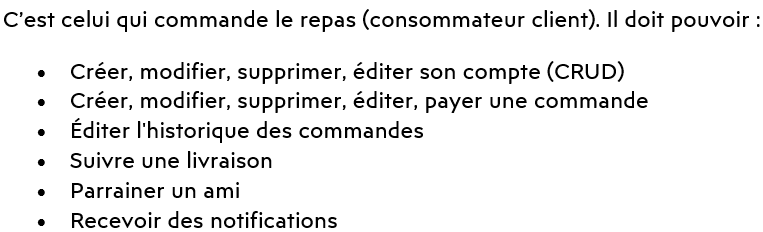 C’est celui qui commande le repas (consommateur client). Il doit pouvoir :
• Créer, modifier, supprimer, éditer son compte (CRUD)
• Créer, modifier, supprimer, éditer, payer une commande
• Éditer l'historique des commandes
• Suivre une livraison
• Parrainer un ami
• Recevoir des notifications